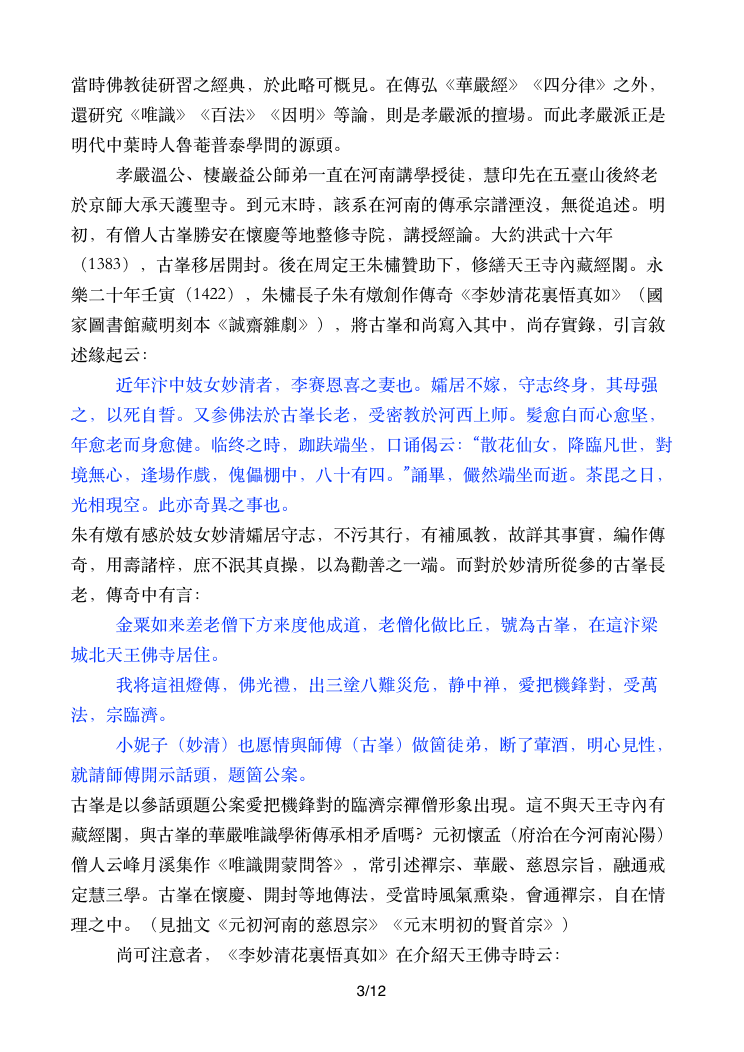 當時佛教徒研習之經典，於此略可概見。在傳弘《華嚴經》《四分律》之外，
還研究《唯識》《百法》《因明》等論，則是孝嚴派的擅場。而此孝嚴派正是
明代中葉時人魯菴普泰學問的源頭。
孝嚴溫公、棲巖益公師弟一直在河南講學授徒，慧印先在五臺山後終老
於京師大承天護聖寺。到元末時，該系在河南的傳承宗譜湮沒，無從追述。明
初，有僧人古峯勝安在懷慶等地整修寺院，講授經論。大約洪武十六年
（1383），古峯移居開封。後在周定王朱橚贊助下，修繕天王寺內藏經閣。永
樂二十年壬寅（1422），朱橚長子朱有燉創作傳奇《李妙清花裏悟真如》（國
家圖書館藏明刻本《誠齋雜劇》），將古峯和尚寫入其中，尚存實錄，引言敘
述緣起云：
近年汴中妓女妙清者，李赛恩喜之妻也。孀居不嫁，守志终身，其母强
之，以死自誓。又参佛法於古峯长老，受密教於河西上师。髮愈白而心愈坚，
年愈老而身愈健。临终之時，跏趺端坐，口诵偈云：“散花仙女，降臨凡世，對
境無心，逢場作戲，傀儡棚中，八十有四。”誦畢，儼然端坐而逝。茶毘之日，
光相現空。此亦奇異之事也。
朱有燉有感於妓女妙清孀居守志，不污其行，有補風教，故詳其事實，編作傳
奇，用壽諸梓，庶不泯其貞操，以為勸善之一端。而對於妙清所從參的古峯長
老，傳奇中有言：
金粟如来差老僧下方来度他成道，老僧化做比丘，號為古峯，在這汴梁
城北天王佛寺居住。
我将這祖燈傳，佛光禮，出三塗八難災危，静中禅，愛把機鋒對，受萬
法，宗臨濟。
小妮子（妙清）也愿情與師傅（古峯）做箇徒弟，断了葷酒，明心見性，
就請師傅開示話頭，题箇公案。
古峯是以參話頭題公案愛把機鋒對的臨濟宗禪僧形象出現。這不與天王寺內有
藏經閣，與古峯的華嚴唯識學術傳承相矛盾嗎？元初懷孟（府治在今河南沁陽）
僧人云峰月溪集作《唯識開蒙問答》，常引述禪宗、華嚴、慈恩宗旨，融通戒
定慧三學。古峯在懷慶、開封等地傳法，受當時風氣熏染，會通禪宗，自在情
理之中。（見拙文《元初河南的慈恩宗》《元末明初的賢首宗》）
尚可注意者，《李妙清花裏悟真如》在介紹天王佛寺時云：
3/12